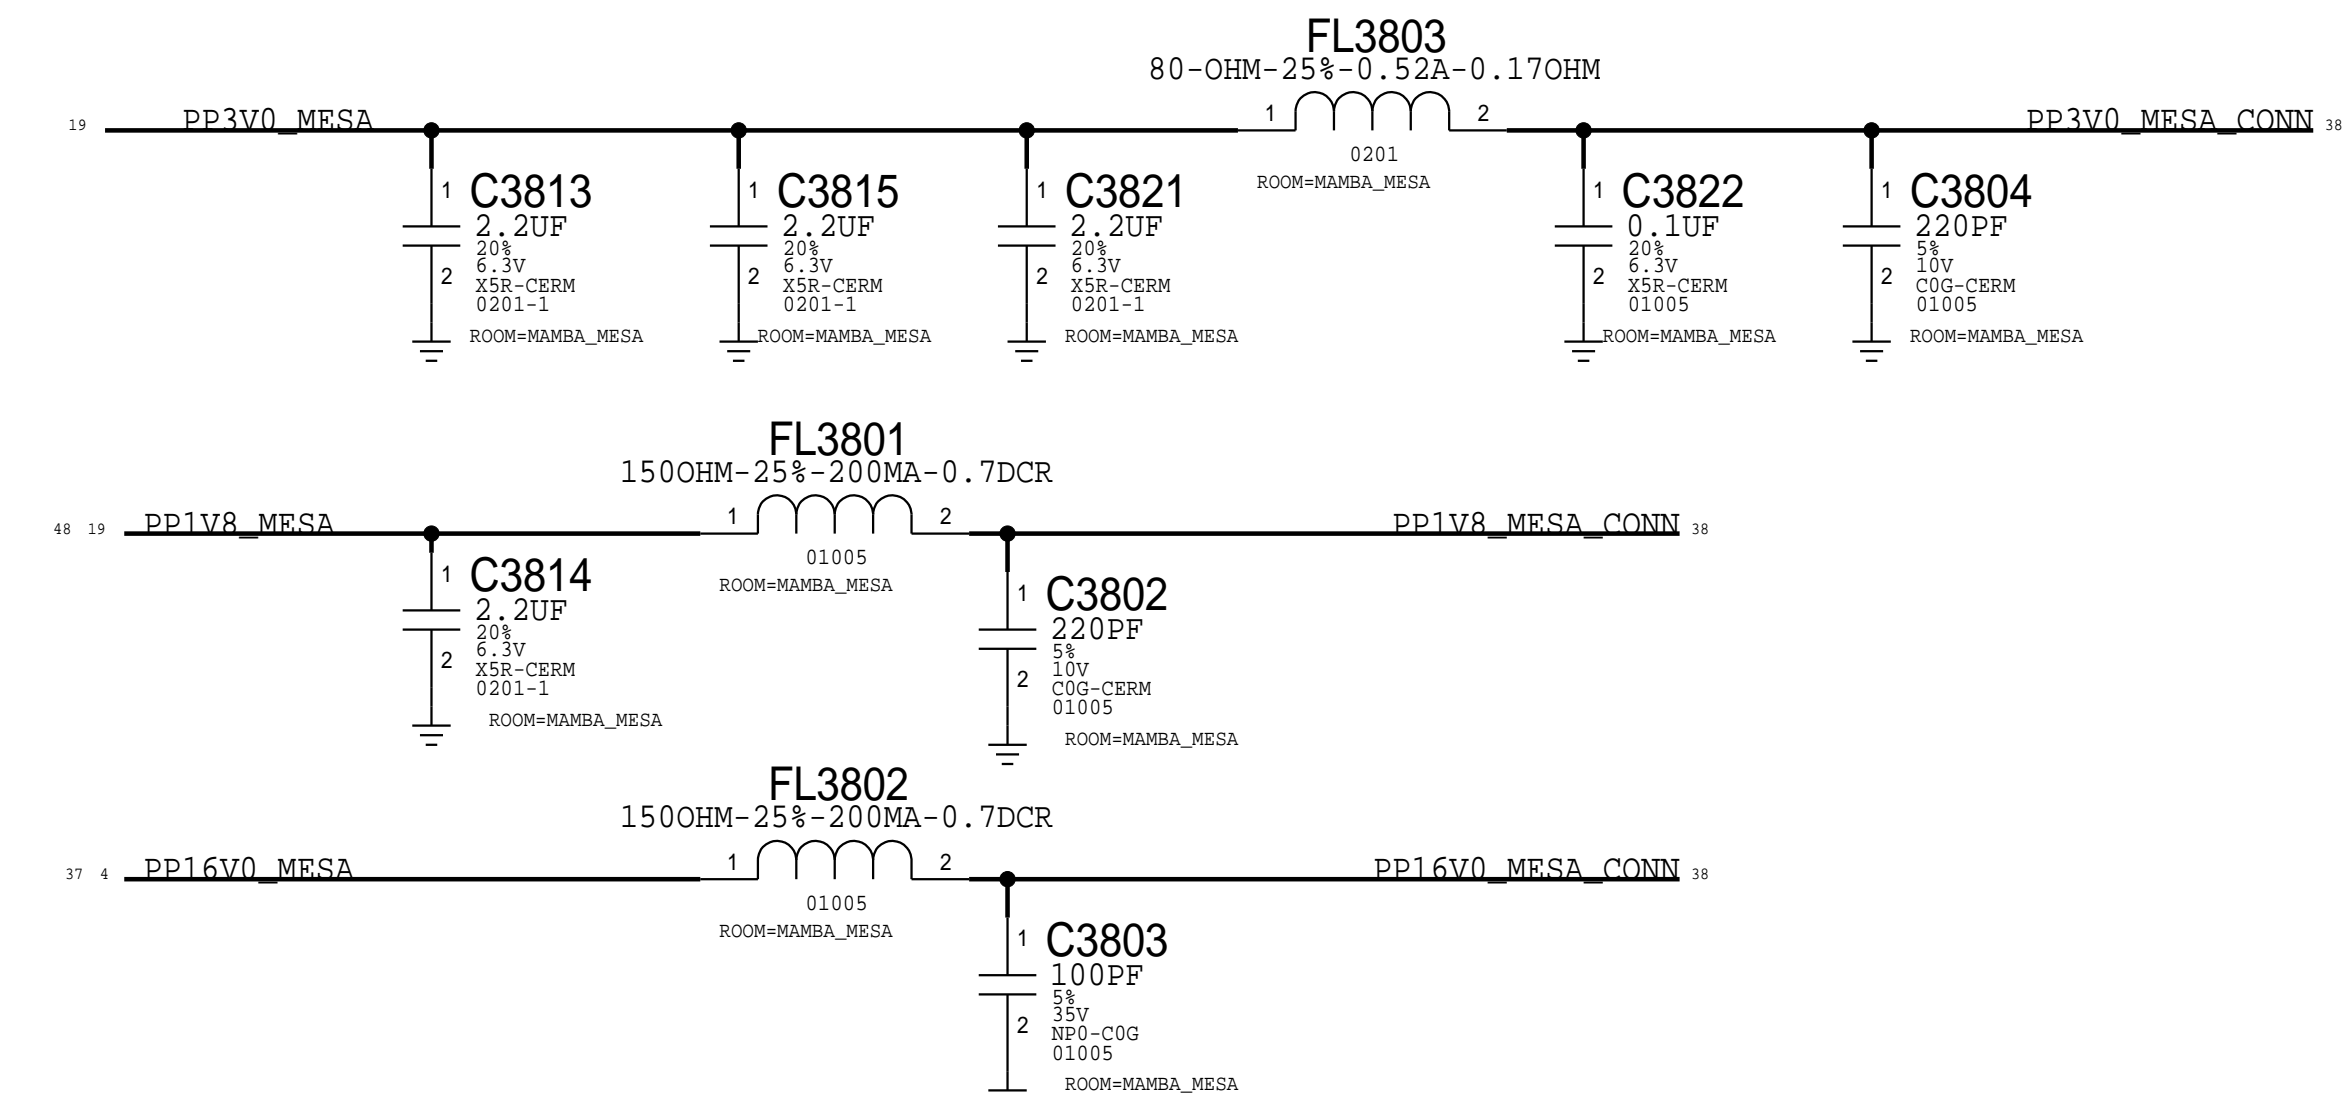 FL3803
80-OHM-25%-0.52A-0.17OHM
19 PP3V0_MESA 1 2 PP3V0_MESA_CONN 38
0201
ROOM=MAMBA_MESA
1 C3813
2.2UF
20%
6.3V
2 X5R-CERM
0201-1
ROOM=MAMBA_MESA
1 C3815
2.2UF
20%
6.3V
2 X5R-CERM
0201-1
ROOM=MAMBA_MESA
1 C3821
2.2UF
20%
6.3V
2 X5R-CERM
0201-1
ROOM=MAMBA_MESA
1 C3822
0.1UF
20%
6.3V
2 X5R-CERM
01005
ROOM=MAMBA_MESA
1 C3804
220PF
5%
10V
2 C0G-CERM
01005
ROOM=MAMBA_MESA
FL3801
150OHM-25%-200MA-0.7DCR
48 19 PP1V8_MESA 1 2 PP1V8_MESA_CONN 38
01005
ROOM=MAMBA_MESA
1 C3814
2.2UF
20%
6.3V
2 X5R-CERM
0201-1
ROOM=MAMBA_MESA
1 C3802
220PF
5%
10V
2 C0G-CERM
01005
ROOM=MAMBA_MESA
FL3802
150OHM-25%-200MA-0.7DCR
37 4 PP16V0_MESA 1 2 PP16V0_MESA_CONN 38
01005
ROOM=MAMBA_MESA
1 C3803
100PF
5%
35V
2 NP0-C0G
01005
ROOM=MAMBA_MESA